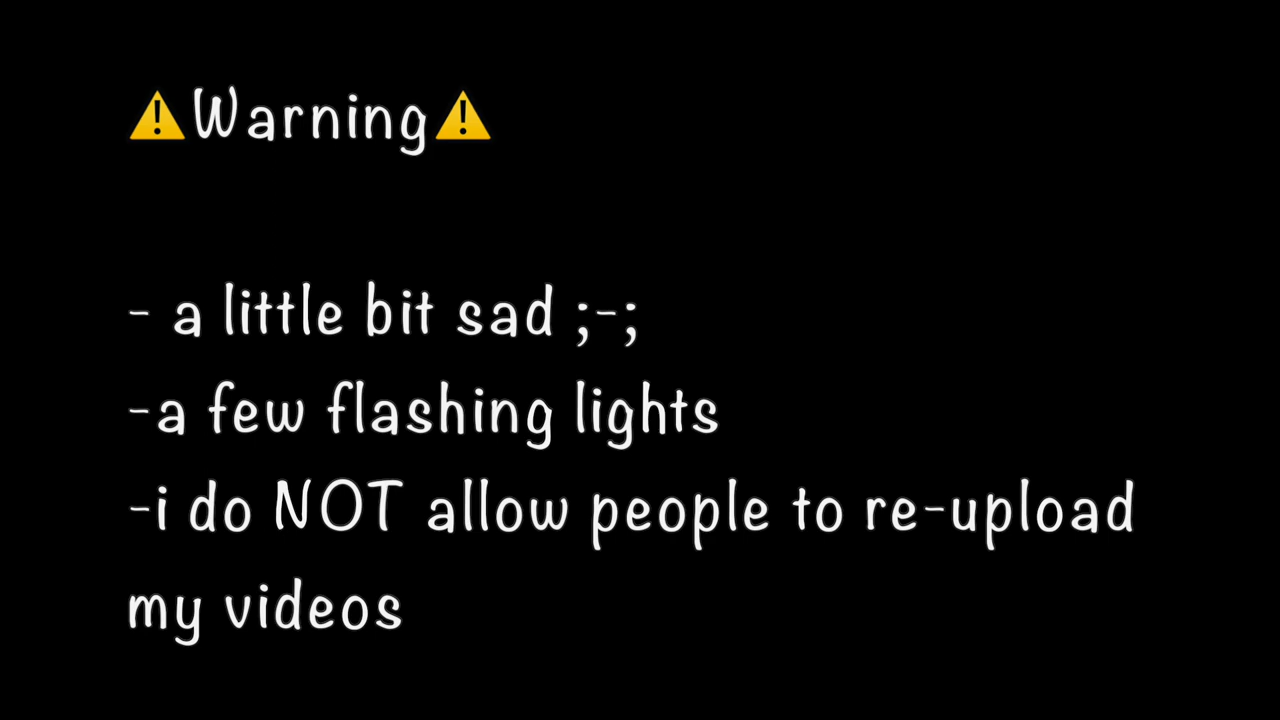 ⚠️Warning⚠️
- a little bit sad ;-;
-a few flashing lights
-i do NOT allow people to re-upload
my videos